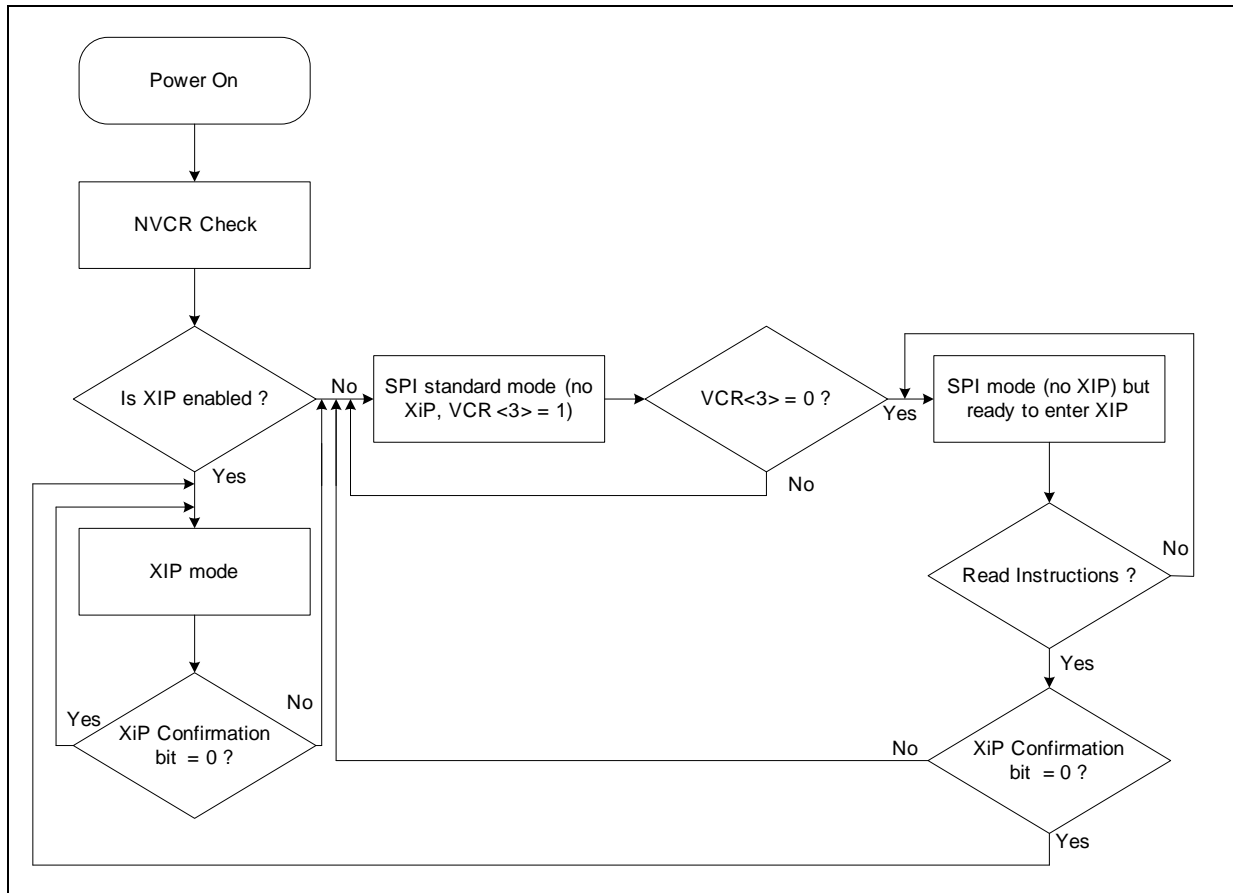 Power On
NVCR Check
Is XIP enabled ?
No
SPI standard mode (no
XiP, VCR <3> = 1)
VCR<3> = 0 ?
Yes
SPI mode (no XIP) but
ready to enter XIP
Yes
No
XIP mode
Read Instructions ?
No
Yes
Yes
XiP Confirmation
bit = 0 ?
No
No
XiP Confirmation
bit = 0 ?
Yes